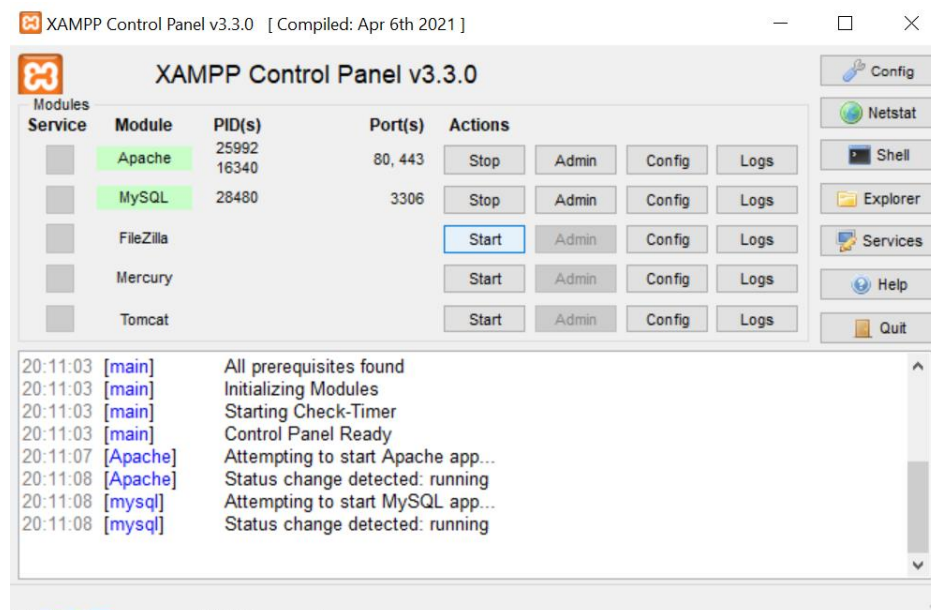 XAMPP Control Panel v3.3.0 [ Compiled: Apr 6th 2021 ]
XAMPP Control Panel v3.3.0
Config
Modules
Service Module PID(s) Port(s) Actions
Netstat
Apache 25992 16340 80, 443 Stop Admin Config Logs
Shell
MySQL 28480 3306 Stop Admin Config Logs
Explorer
FileZilla Start Admin Config Logs
Services
Mercury Start Admin Config Logs
Help
Tomcat Start Admin Config Logs
Quit
20:11:03 [main] All prerequisites found
20:11:03 [main] Initializing Modules
20:11:03 [main] Starting Check-Timer
20:11:03 [main] Control Panel Ready
20:11:07 [Apache] Attempting to start Apache app...
20:11:08 [Apache] Status change detected: running
20:11:08 [mysql] Attempting to start MySQL app...
20:11:08 [mysql] Status change detected: running